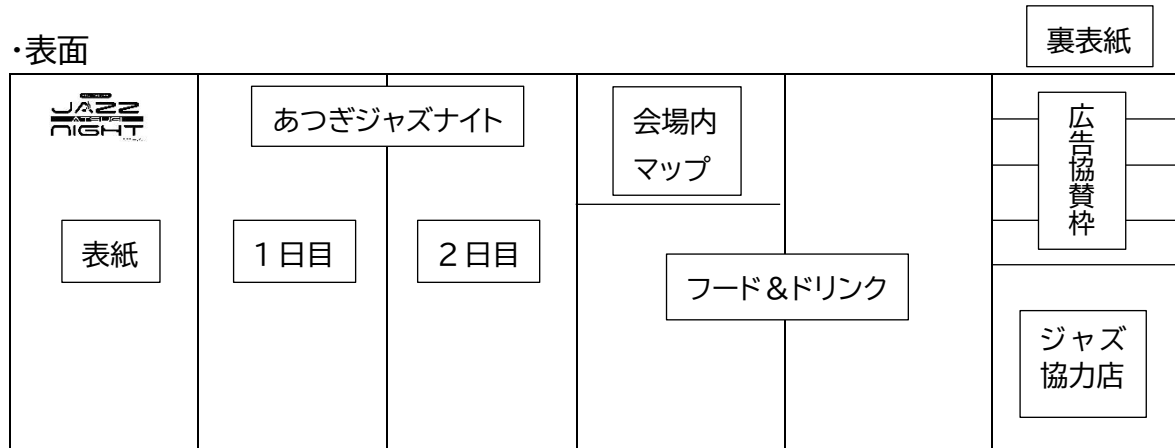 ・表面
裏表紙
JAZZ
ATSUGI
NIGHT
あつぎジャズナイト
会場内
マップ
広告協賛枠
表紙
1日目
2日目
フード&ドリンク
ジャズ
協力店